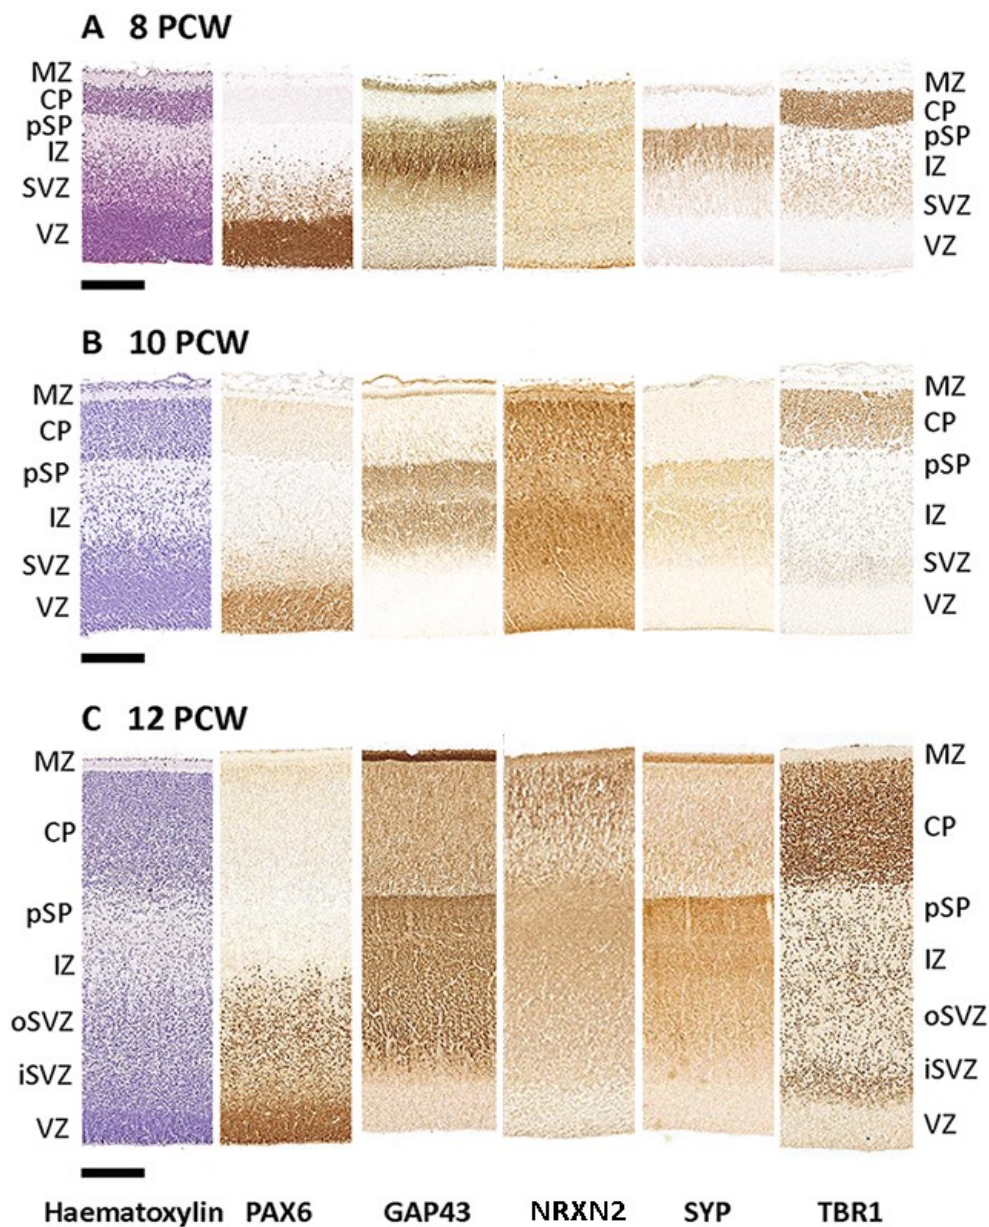 A 8 PCW
MZ
CP
pSP
IZ
SVZ
VZ
MZ
CP
pSP
IZ
SVZ
VZ
B 10 PCW
MZ
CP
pSP
IZ
SVZ
VZ
MZ
CP
pSP
IZ
SVZ
VZ
C 12 PCW
MZ
CP
pSP
IZ
oSVZ
iSVZ
VZ
MZ
CP
pSP
IZ
oSVZ
iSVZ
VZ
Haematoxylin PAX6 GAP43 NRXN2 SYP TBR1